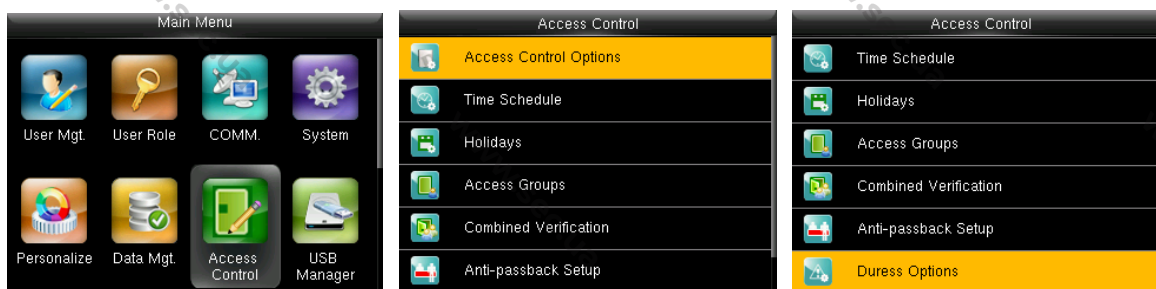 Main Menu
User Mgt.
User Role
COMM.
System
Personalize
Data Mgt.
Access
Control
USB
Manager
Access Control
Access Control Options
Time Schedule
Holidays
Access Groups
Combined Verification
Anti-passback Setup
Access Control
Time Schedule
Holidays
Access Groups
Combined Verification
Anti-passback Setup
Duress Options